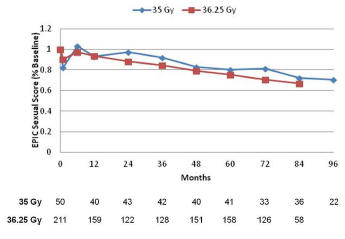 35 Gy 36.25 Gy
1.2
1
0.8
0.6
0.4
0.2
0
EPIC Sexual Score (% Baseline)
0 12 24 36 48 60 72 84 96
Months
35 Gy 50 40 43 42 40 41 33 36 22
36.25 Gy 211 159 122 128 151 158 126 58